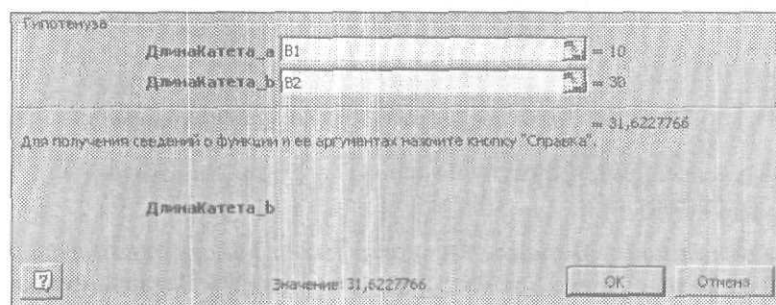 Гипотенуза
ДлинаКатета_a B1 = 10
ДлинаКатета_b B2 = 30
= 31,6227766
Для получения сведений о функции и ее аргументах нажмите кнопку "Справка".
ДлинаКатета_b
Значение: 31,6227766 OK Отмена